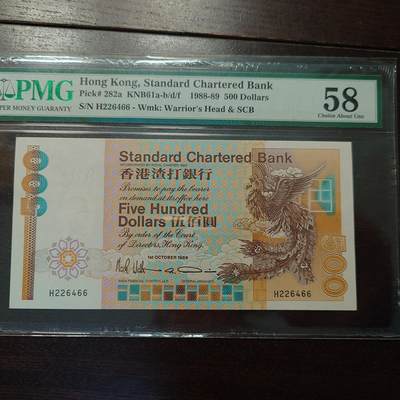 PMG
PAPER MONEY GUARANTY
Hong Kong, Standard Chartered Bank
Pick# 282a KNB61a-b/d/f 1988-89 500 Dollars
S/N H226466 - Wmk: Warrior's Head & SCB
58
Choice About Unc
500
Standard Chartered Bank
香港渣打銀行
Promises to pay the bearer
on demand at its office here
Five Hundred
Dollars 伍佰圓
By order of the Court
of Directors, Hong Kong.
1st OCTOBER 1988
H226466
H226466
500